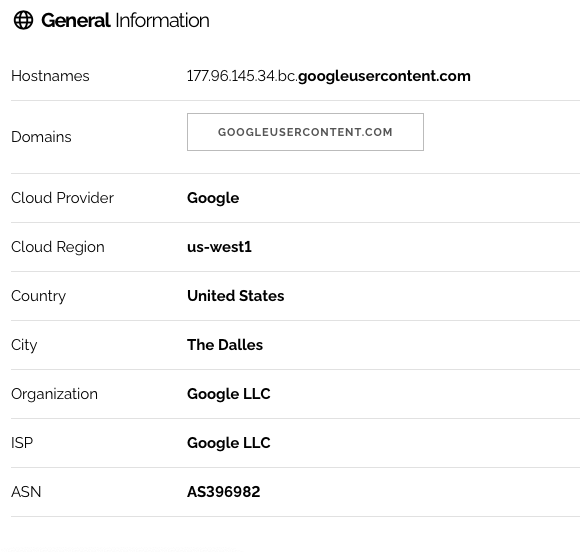 General Information
Hostnames 177.96.145.34.bc.googleusercontent.com
Domains GOOGLEUSERCONTENT.COM
Cloud Provider Google
Cloud Region us-west1
Country United States
City The Dalles
Organization Google LLC
ISP Google LLC
ASN AS396982